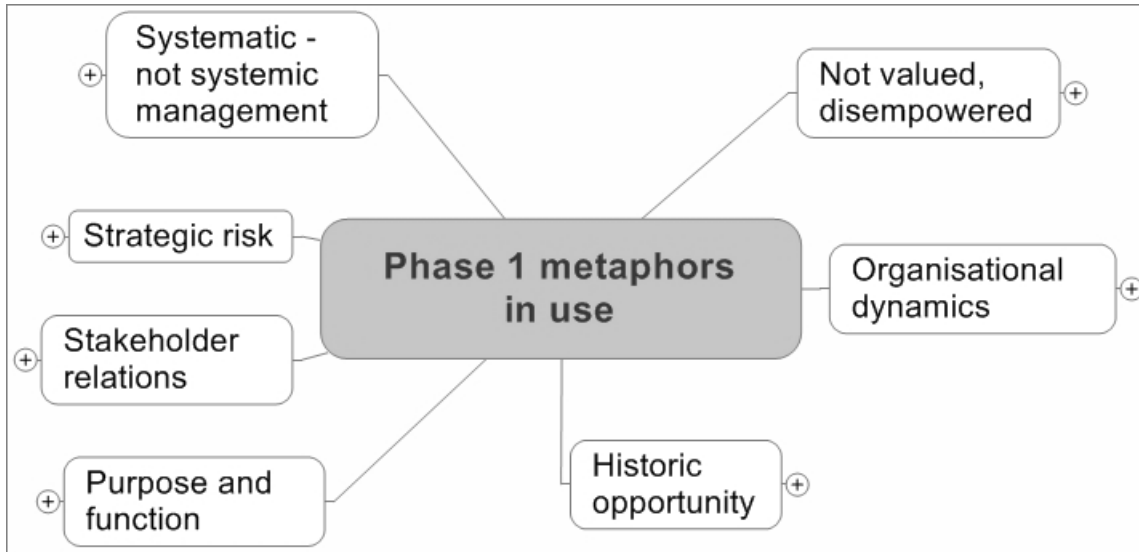 Systematic -
not systemic
management
Not valued,
disempowered
Strategic risk
Phase 1 metaphors
in use
Organisational
dynamics
Stakeholder
relations
Purpose and
function
Historic
opportunity